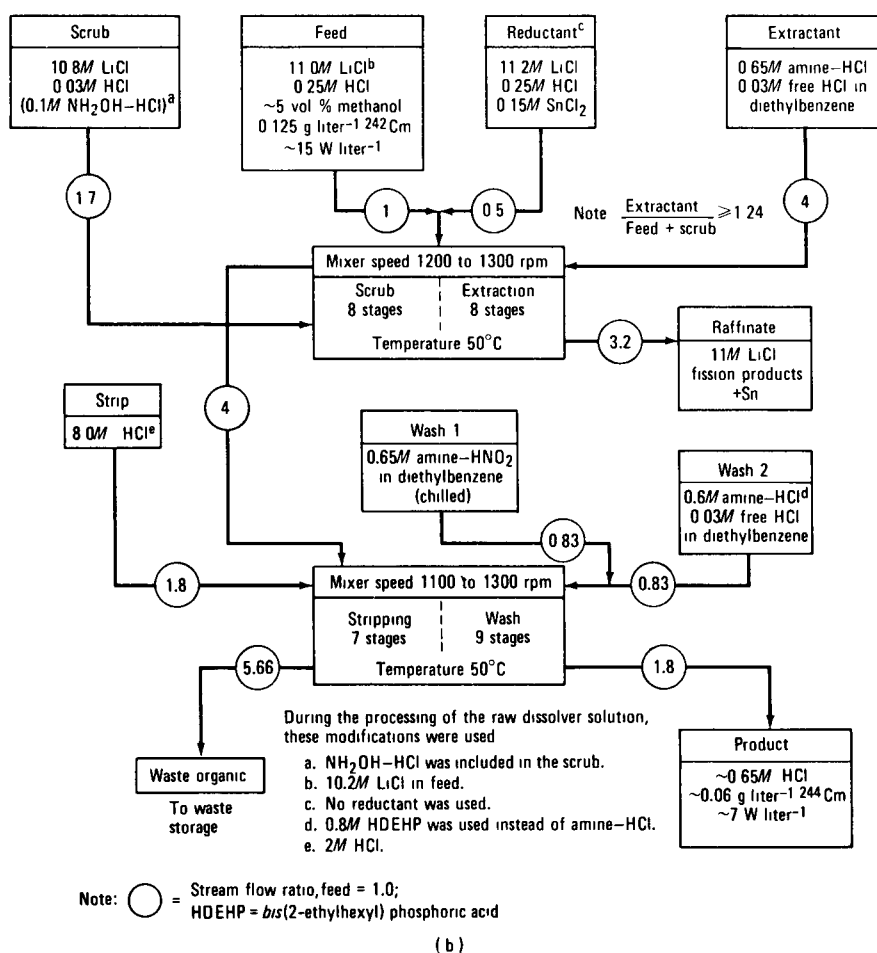 Scrub
10 8M LiCl
0 03M HCl
(0.1M NH₂OH–HCl)ᵃ
Feed
11 0M LiClᵇ
0 25M HCl
~5 vol % methanol
0 125 g liter⁻¹ ²⁴²Cm
~15 W liter⁻¹
Reductantᶜ
11 2M LiCl
0 25M HCl
0 15M SnCl₂
Extractant
0 65M amine–HCl
0 03M free HCl in
diethylbenzene
1 7
1
0 5
4
Note Extractant / Feed + scrub ⩾ 1 24
Mixer speed 1200 to 1300 rpm
Scrub
8 stages
Extraction
8 stages
Temperature 50°C
3.2
Raffinate
11M LiCl
fission products
+Sn
4
Strip
8 0M HClᵉ
Wash 1
0.65M amine–HNO₂
in diethylbenzene
(chilled)
Wash 2
0.6M amine–HClᵈ
0 03M free HCl
in diethylbenzene
0 83
1.8
0.83
Mixer speed 1100 to 1300 rpm
Stripping
7 stages
Wash
9 stages
Temperature 50°C
5.66
1.8
Waste organic
To waste
storage
During the processing of the raw dissolver solution,
these modifications were used
a. NH₂OH–HCl was included in the scrub.
b. 10.2M LiCl in feed.
c. No reductant was used.
d. 0.8M HDEHP was used instead of amine–HCl.
e. 2M HCl.
Product
~0 65M HCl
~0.06 g liter⁻¹ ²⁴⁴Cm
~7 W liter⁻¹
Note: ◯ = Stream flow ratio, feed = 1.0;
HDEHP = bis(2-ethylhexyl) phosphoric acid
(b)